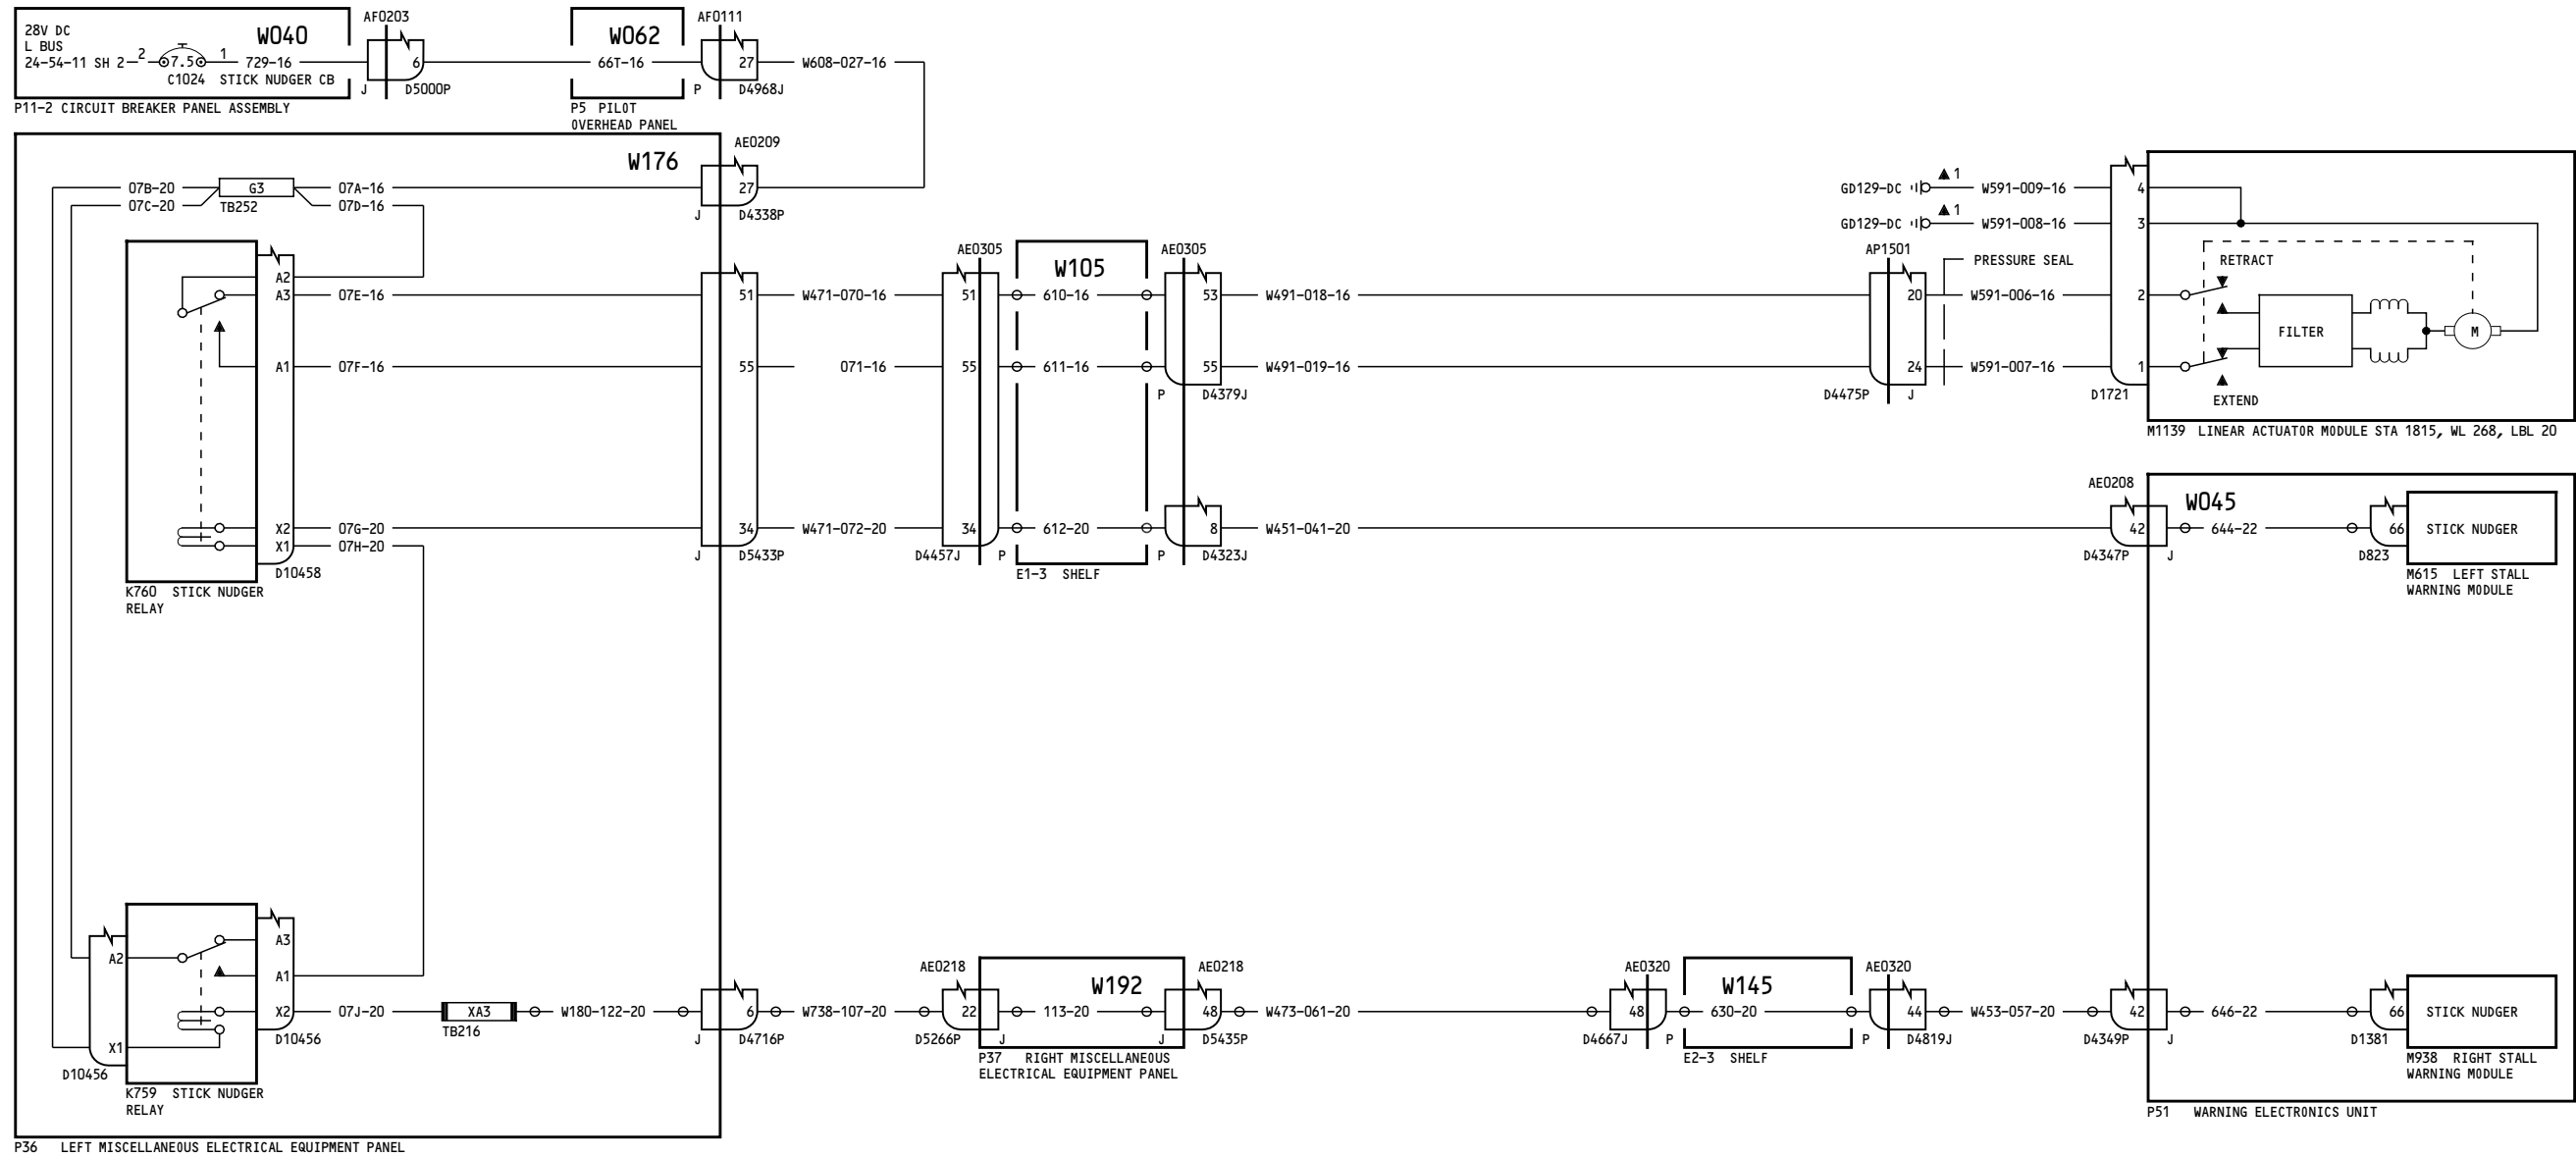 28V DC
L BUS
24-54-11 SH 2
2
7.5
1
W040
729-16
C1024 STICK NUDGER CB
P11-2 CIRCUIT BREAKER PANEL ASSEMBLY
AF0203
6
J
D5000P
W062
66T-16
P5 PILOT
OVERHEAD PANEL
AF0111
27
P
D4968J
W608-027-16
W176
AE0209
27
J
D4338P
07B-20
G3
07A-16
07C-20
TB252
07D-16
A2
A3
07E-16
A1
07F-16
X2
07G-20
X1
07H-20
D10458
K760 STICK NUDGER
RELAY
51
55
34
J
D5433P
W471-070-16
071-16
W471-072-20
AE0305
51
55
34
D4457J
P
W105
610-16
611-16
612-20
E1-3 SHELF
AE0305
53
55
P
D4379J
8
P
D4323J
W491-018-16
W491-019-16
W451-041-20
AP1501
20
24
D4475P
J
PRESSURE SEAL
GD129-DC
1
W591-009-16
GD129-DC
1
W591-008-16
W591-006-16
W591-007-16
4
3
2
1
D1721
RETRACT
FILTER
M
EXTEND
M1139 LINEAR ACTUATOR MODULE STA 1815, WL 268, LBL 20
AE0208
42
D4347P
J
W045
644-22
66
D823
STICK NUDGER
M615 LEFT STALL
WARNING MODULE
A2
X1
D10456
A3
A1
X2
07J-20
D10456
K759 STICK NUDGER
RELAY
XA3
TB216
W180-122-20
6
J
D4716P
W738-107-20
AE0218
22
D5266P
J
W192
113-20
P37 RIGHT MISCELLANEOUS
ELECTRICAL EQUIPMENT PANEL
AE0218
48
J
D5435P
W473-061-20
AE0320
48
D4667J
P
W145
630-20
E2-3 SHELF
AE0320
44
P
D4819J
W453-057-20
42
D4349P
J
646-22
66
D1381
STICK NUDGER
M938 RIGHT STALL
WARNING MODULE
P51 WARNING ELECTRONICS UNIT
P36 LEFT MISCELLANEOUS ELECTRICAL EQUIPMENT PANEL